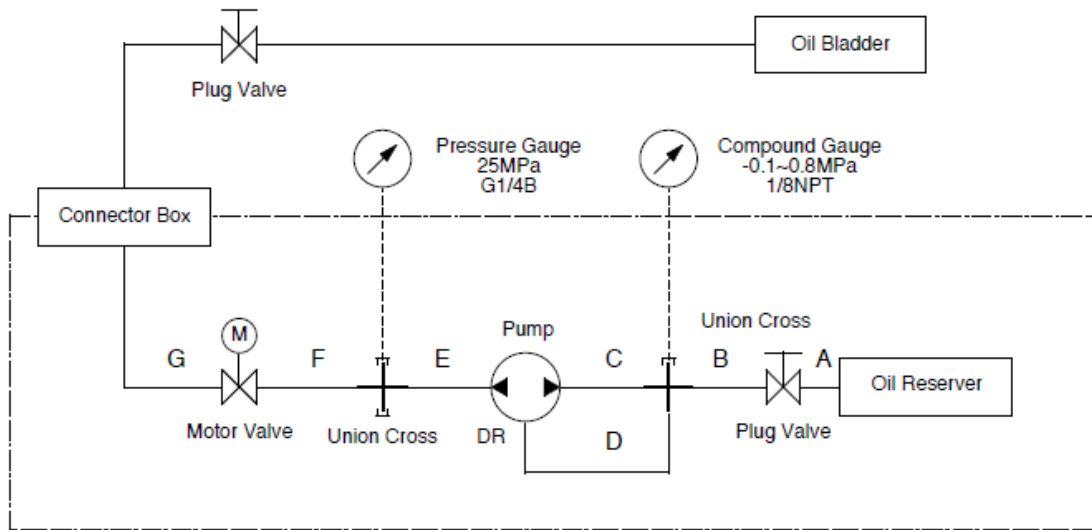 Oil Bladder
Plug Valve
Pressure Gauge
25MPa
G1/4B
Compound Gauge
-0.1~0.8MPa
1/8NPT
Connector Box
Pump
Union Cross
M
G
F
E
C
B
A
Oil Reserver
Motor Valve
Union Cross
DR
D
Plug Valve